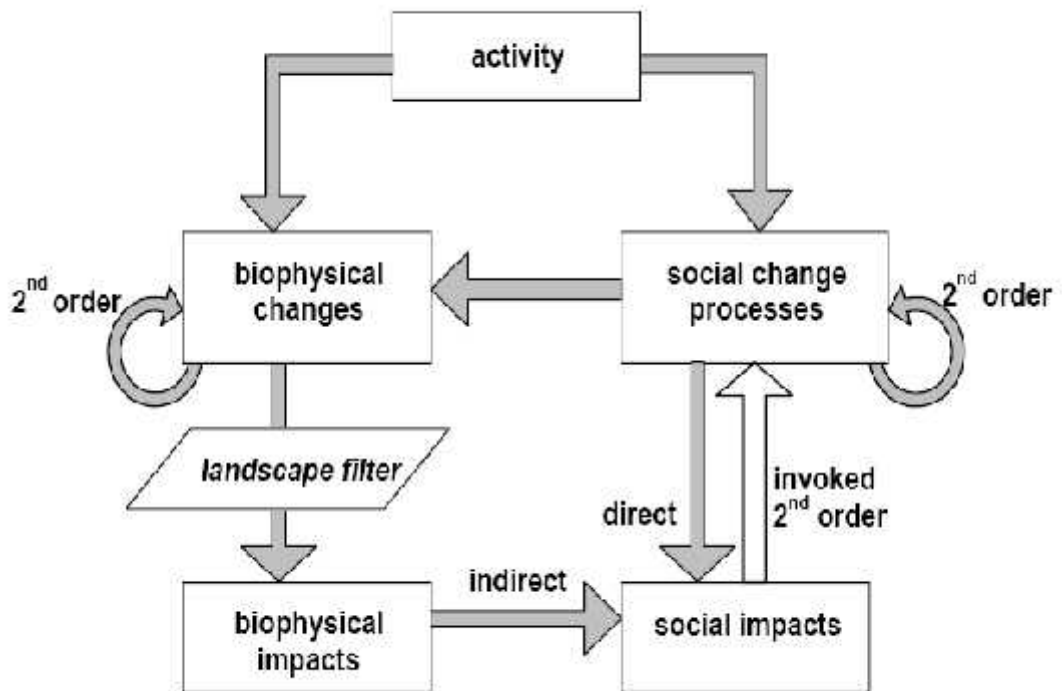 activity
biophysical
changes
social change
processes
2nd order
2nd order
landscape filter
direct
invoked
2nd order
indirect
biophysical
impacts
social impacts